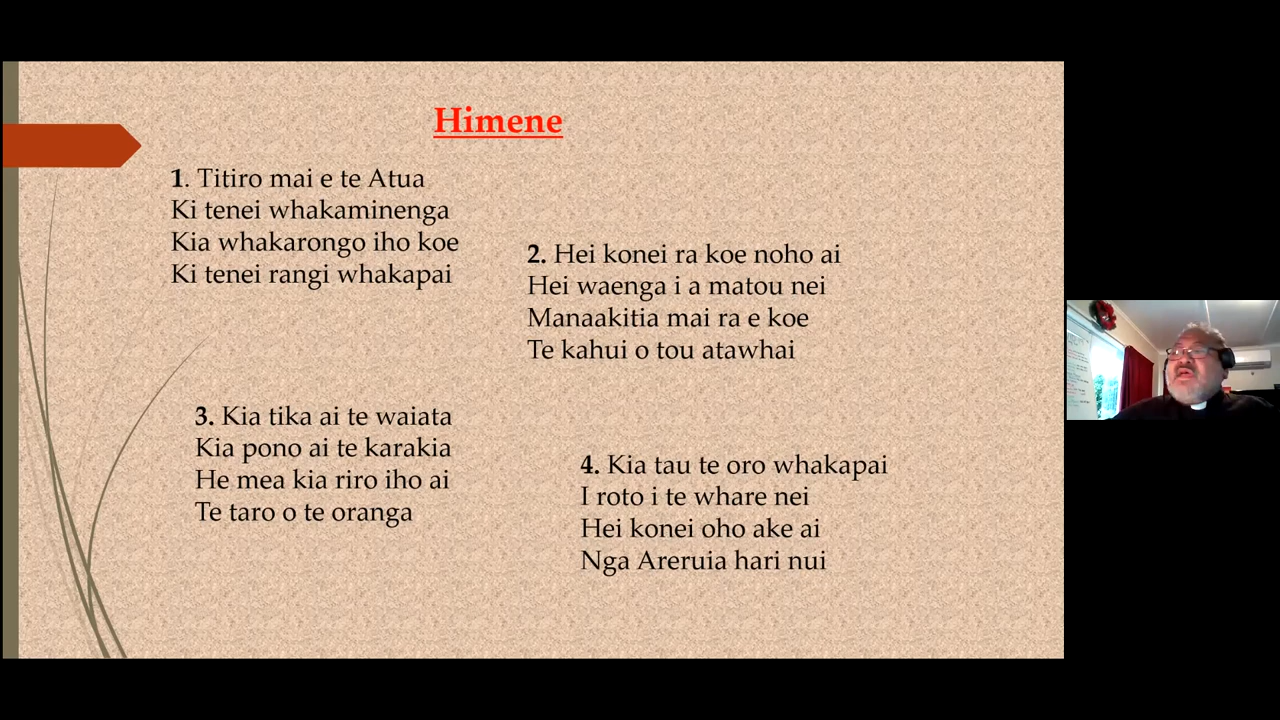 Himene
1. Titiro mai e te Atua
Ki tenei whakaminenga
Kia whakarongo iho koe
Ki tenei rangi whakapai
2. Hei konei ra koe noho ai
Hei waenga i a matou nei
Manaakitia mai ra e koe
Te kahui o tou atawhai
3. Kia tika ai te waiata
Kia pono ai te karakia
He mea kia riro iho ai
Te taro o te oranga
4. Kia tau te oro whakapai
I roto i te whare nei
Hei konei oho ake ai
Nga Areruia hari nui